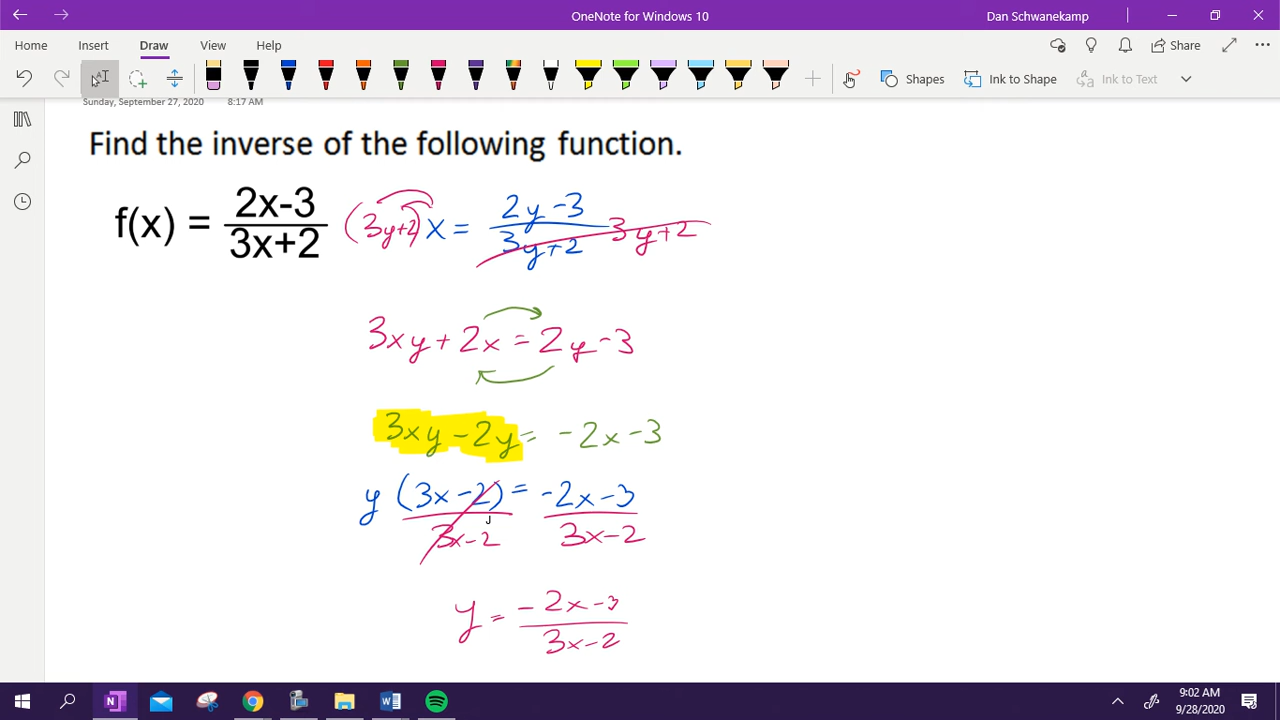 OneNote for Windows 10
Dan Schwanekamp
Home Insert Draw View Help
Share
Shapes Ink to Shape Ink to Text
Sunday, September 27, 2020 8:17 AM
Find the inverse of the following function.
f(x) = 2x-3 / 3x+2 (3y+2) x = 2y-3 / 3y+2 3y+2
3xy + 2x = 2y - 3
3xy - 2y = -2x - 3
y (3x - 2) / 3x-2 = -2x - 3 / 3x-2
y = -2x-3 / 3x-2
9:02 AM
9/28/2020